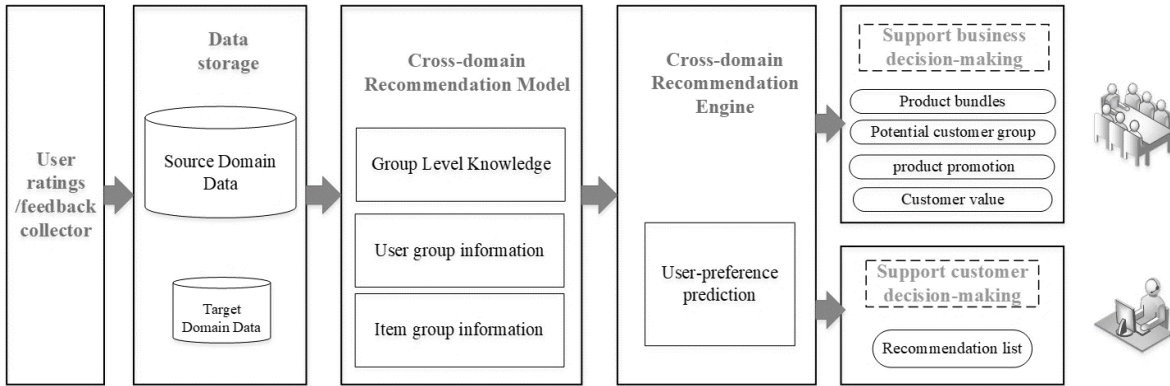 User
ratings
/feedback
collector
Data
storage
Source Domain
Data
Target
Domain Data
Cross-domain
Recommendation Model
Group Level Knowledge
User group information
Item group information
Cross-domain
Recommendation
Engine
User-preference
prediction
Support business
decision-making
Product bundles
Potential customer group
product promotion
Customer value
Support customer
decision-making
Recommendation list